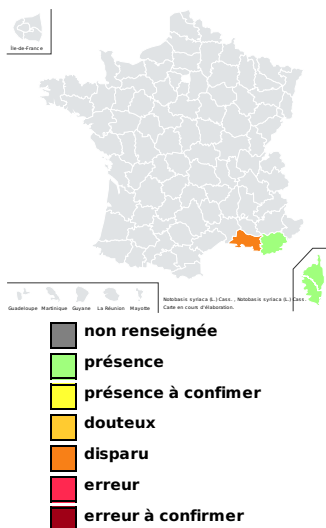 Île-de-France
Guadeloupe Martinique Guyane La Réunion Mayotte
Notobasis syriaca (L.) Cass. , Notobasis syriaca (L.) Cass
Carte en cours d'élaboration.
non renseignée
présence
présence à confimer
douteux
disparu
erreur
erreur à confirmer